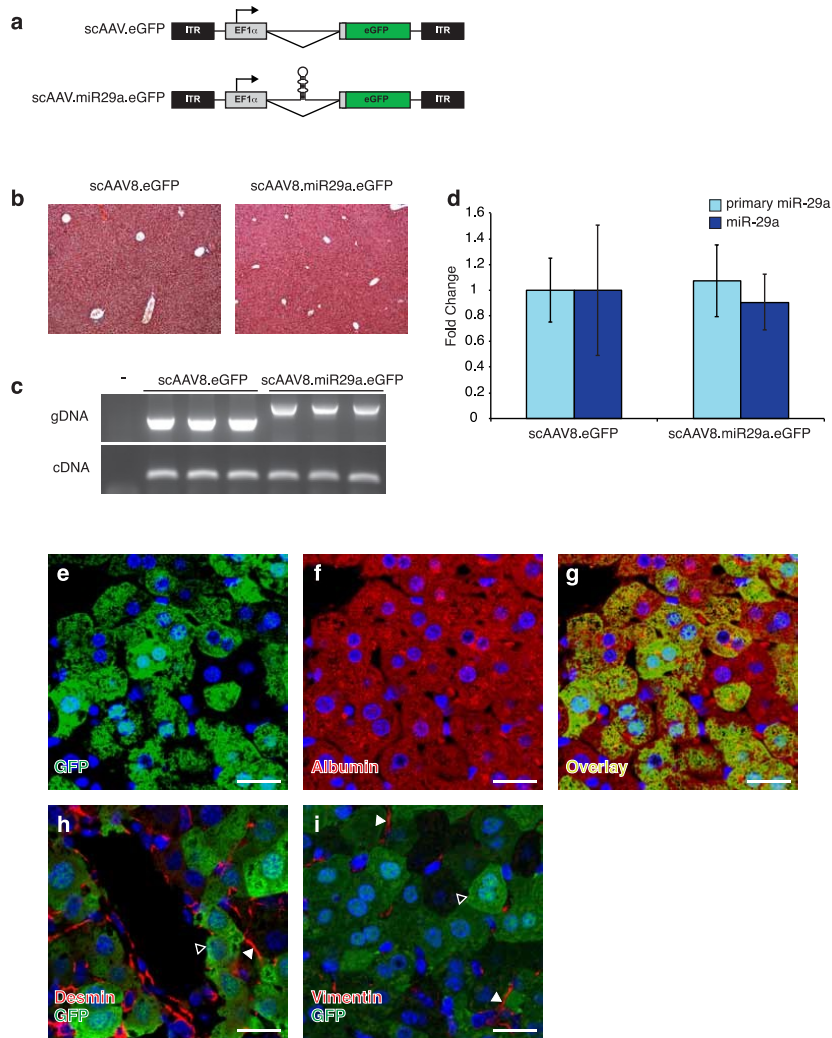 a
scAAV.eGFP
ITR
EF1α
eGFP
ITR
scAAV.miR29a.eGFP
ITR
EF1α
eGFP
ITR
b
scAAV8.eGFP
scAAV8.miR29a.eGFP
c
-
scAAV8.eGFP
scAAV8.miR29a.eGFP
gDNA
cDNA
d
primary miR-29a
miR-29a
Fold Change
1.6
1.4
1.2
1
0.8
0.6
0.4
0.2
0
scAAV8.eGFP
scAAV8.miR29a.eGFP
e
GFP
f
Albumin
g
Overlay
h
Desmin
GFP
i
Vimentin
GFP